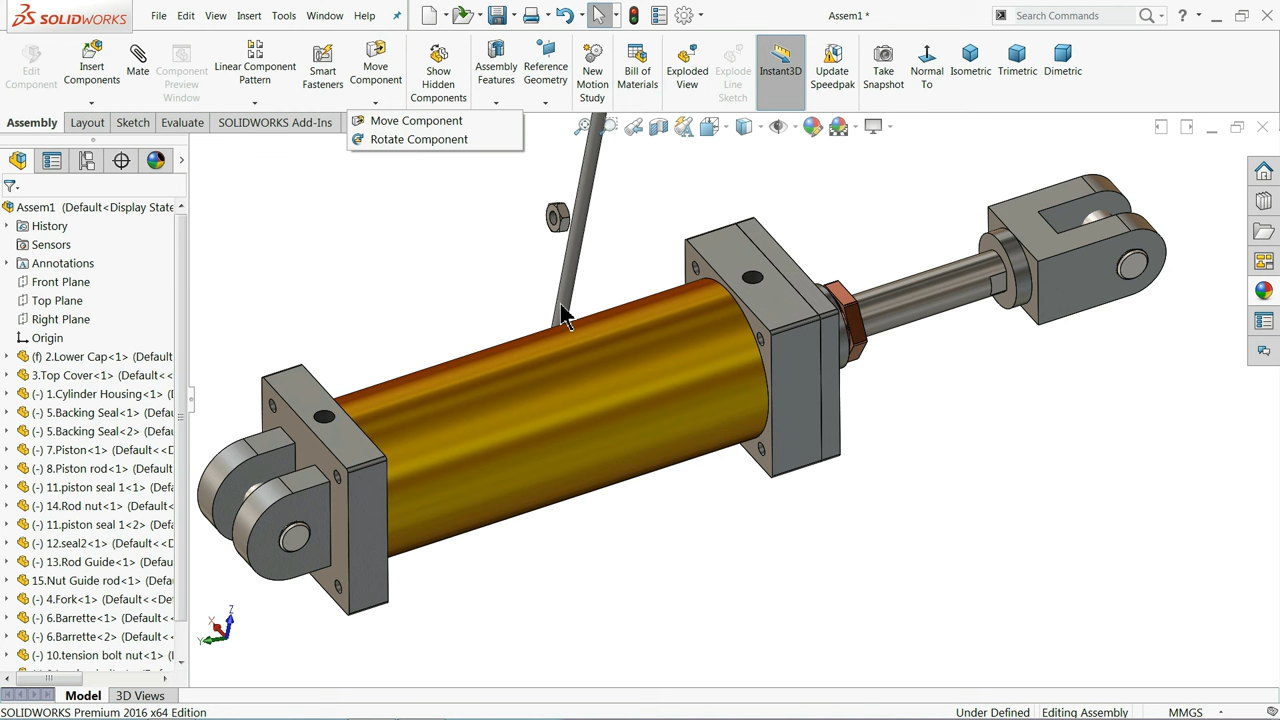 SOLIDWORKS
File Edit View Insert Tools Window Help
Assem1 *
Search Commands
?
Edit Component
Insert Components
Mate
Component Preview Window
Linear Component Pattern
Smart Fasteners
Move Component
Show Hidden Components
Assembly Features
Reference Geometry
New Motion Study
Bill of Materials
Exploded View
Explode Line Sketch
Instant3D
Update Speedpak
Take Snapshot
Normal To
Isometric
Trimetric
Dimetric
Move Component
Rotate Component
Assembly Layout Sketch Evaluate SOLIDWORKS Add-Ins
Assem1 (Default<Display State
History
Sensors
Annotations
Front Plane
Top Plane
Right Plane
Origin
(f) 2.Lower Cap<1> (Default
3.Top Cover<1> (Default<<
(-) 1.Cylinder Housing<1> (
(-) 5.Backing Seal<1> (Defau
(-) 5.Backing Seal<2> (Defau
(-) 7.Piston<1> (Default<<D
(-) 8.Piston rod<1> (Default
(-) 11.piston seal 1<1> (Def
(-) 14.Rod nut<1> (Default<
(-) 11.piston seal 1<2> (Def
(-) 12.seal2<1> (Default<<D
(-) 13.Rod Guide<1> (Defau
15.Nut Guide rod<1> (Defa
(-) 4.Fork<1> (Default<<De
(-) 6.Barrette<1> (Default<
(-) 6.Barrette<2> (Default<
(-) 10.tension bolt nut<1> (
Z
X
Y
Model 3D Views
SOLIDWORKS Premium 2016 x64 Edition
Under Defined Editing Assembly MMGS